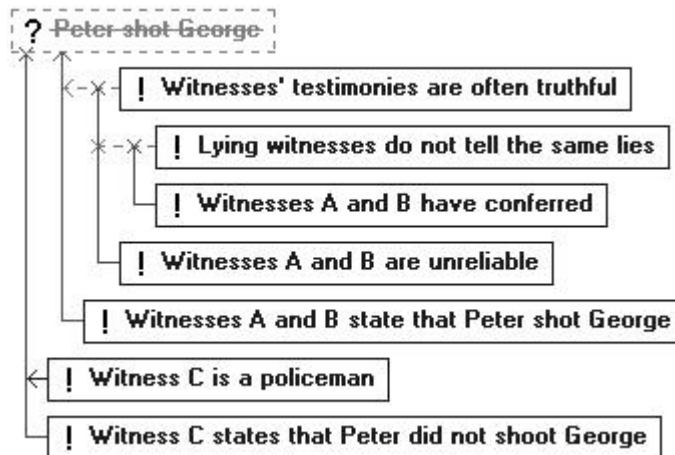 ? Peter shot George
! Witnesses' testimonies are often truthful
! Lying witnesses do not tell the same lies
! Witnesses A and B have conferred
! Witnesses A and B are unreliable
! Witnesses A and B state that Peter shot George
! Witness C is a policeman
! Witness C states that Peter did not shoot George